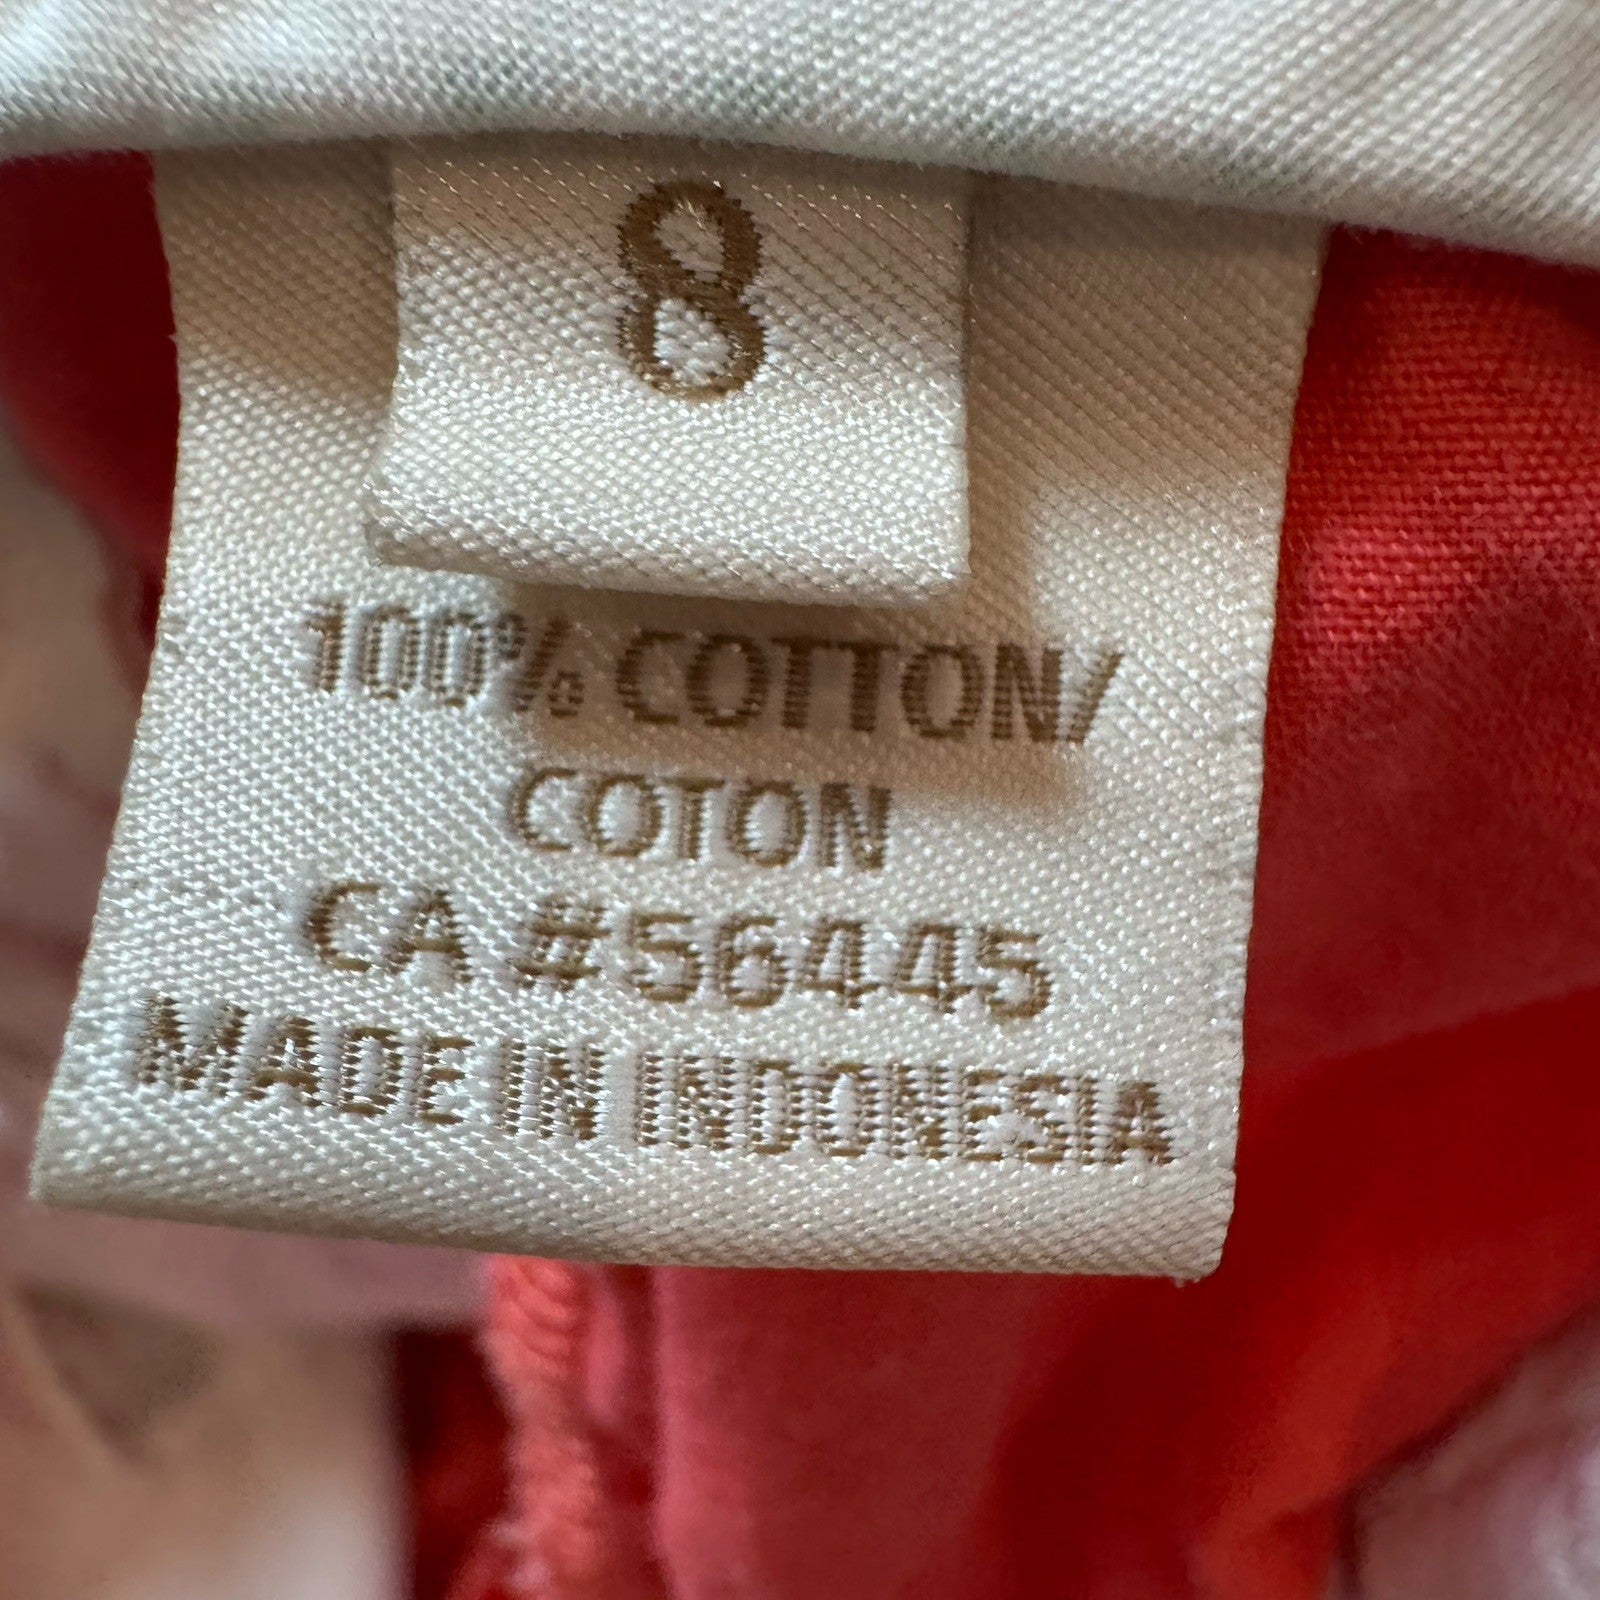 8
100% COTTON/
COTON
CA #56445
MADE IN INDONESIA